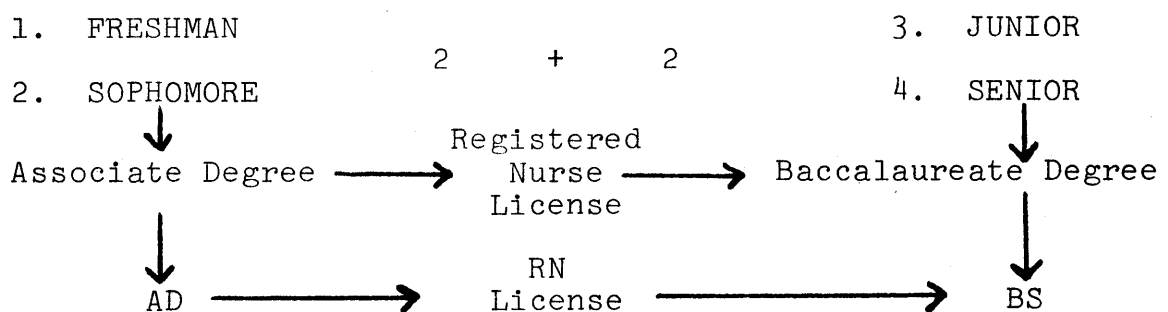 1. FRESHMAN
3. JUNIOR
2 + 2
2. SOPHOMORE
4. SENIOR
Registered
Associate Degree Nurse Baccalaureate Degree
License
RN
AD License BS